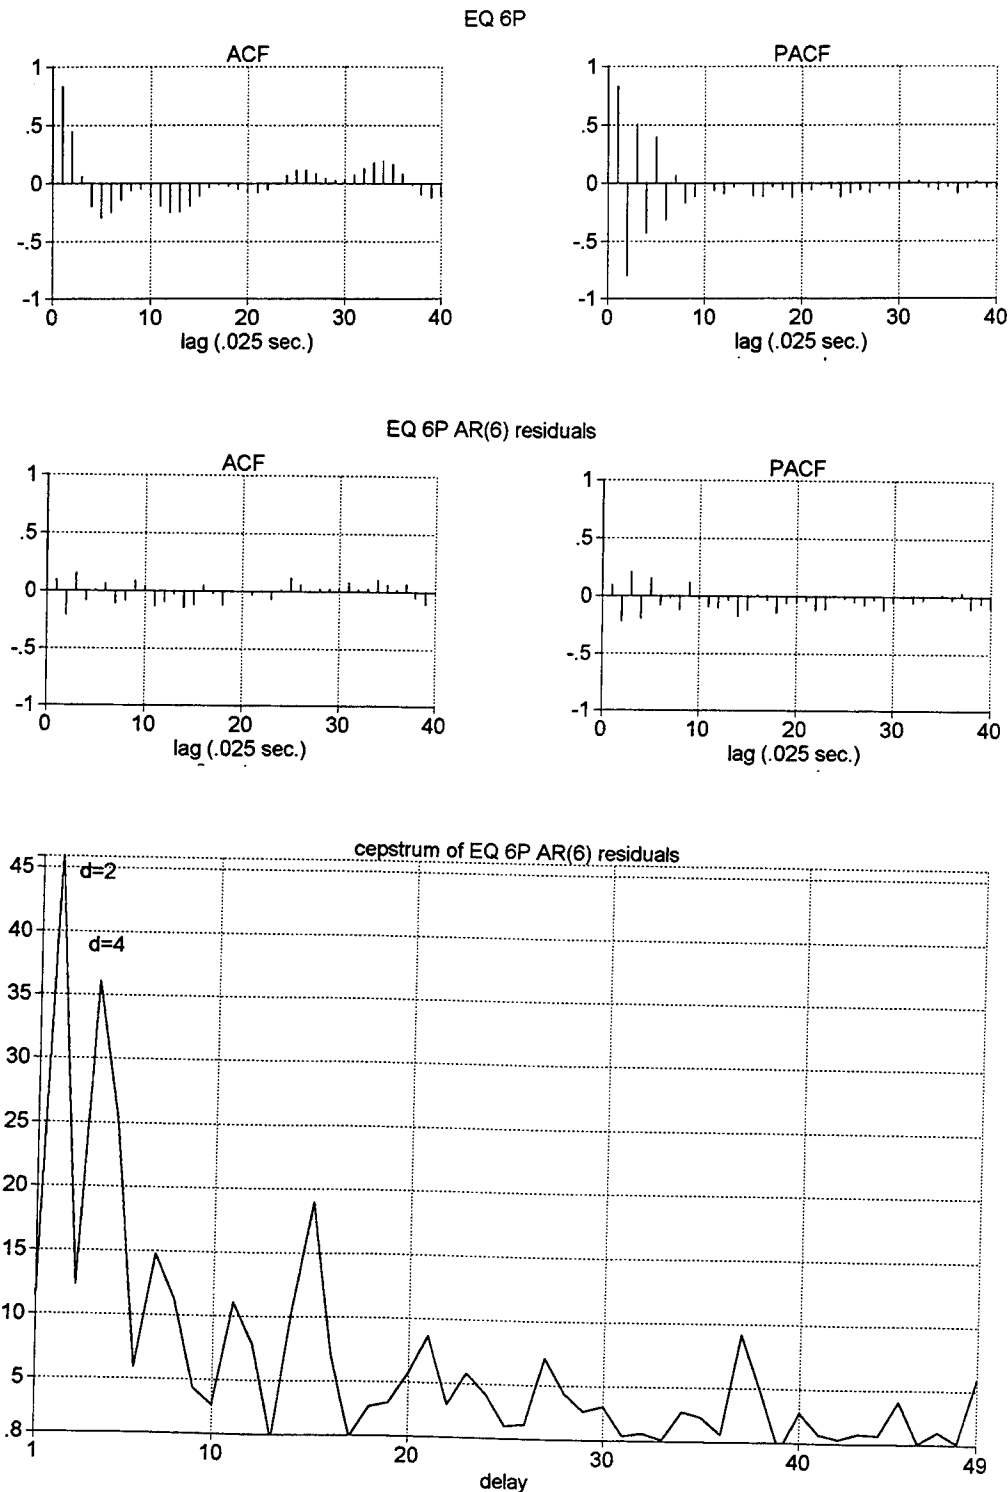 EQ 6P
ACF
PACF
1
.5
0
-.5
-1
0 10 20 30 40
lag (.025 sec.)
1
.5
0
-.5
-1
0 10 20 30 40
lag (.025 sec.)
EQ 6P AR(6) residuals
ACF
PACF
1
.5
0
-.5
-1
0 10 20 30 40
lag (.025 sec.)
1
.5
0
-.5
-1
0 10 20 30 40
lag (.025 sec.)
cepstrum of EQ 6P AR(6) residuals
d=2
d=4
45
40
35
30
25
20
15
10
5
.8
1 10 20 30 40 49
delay